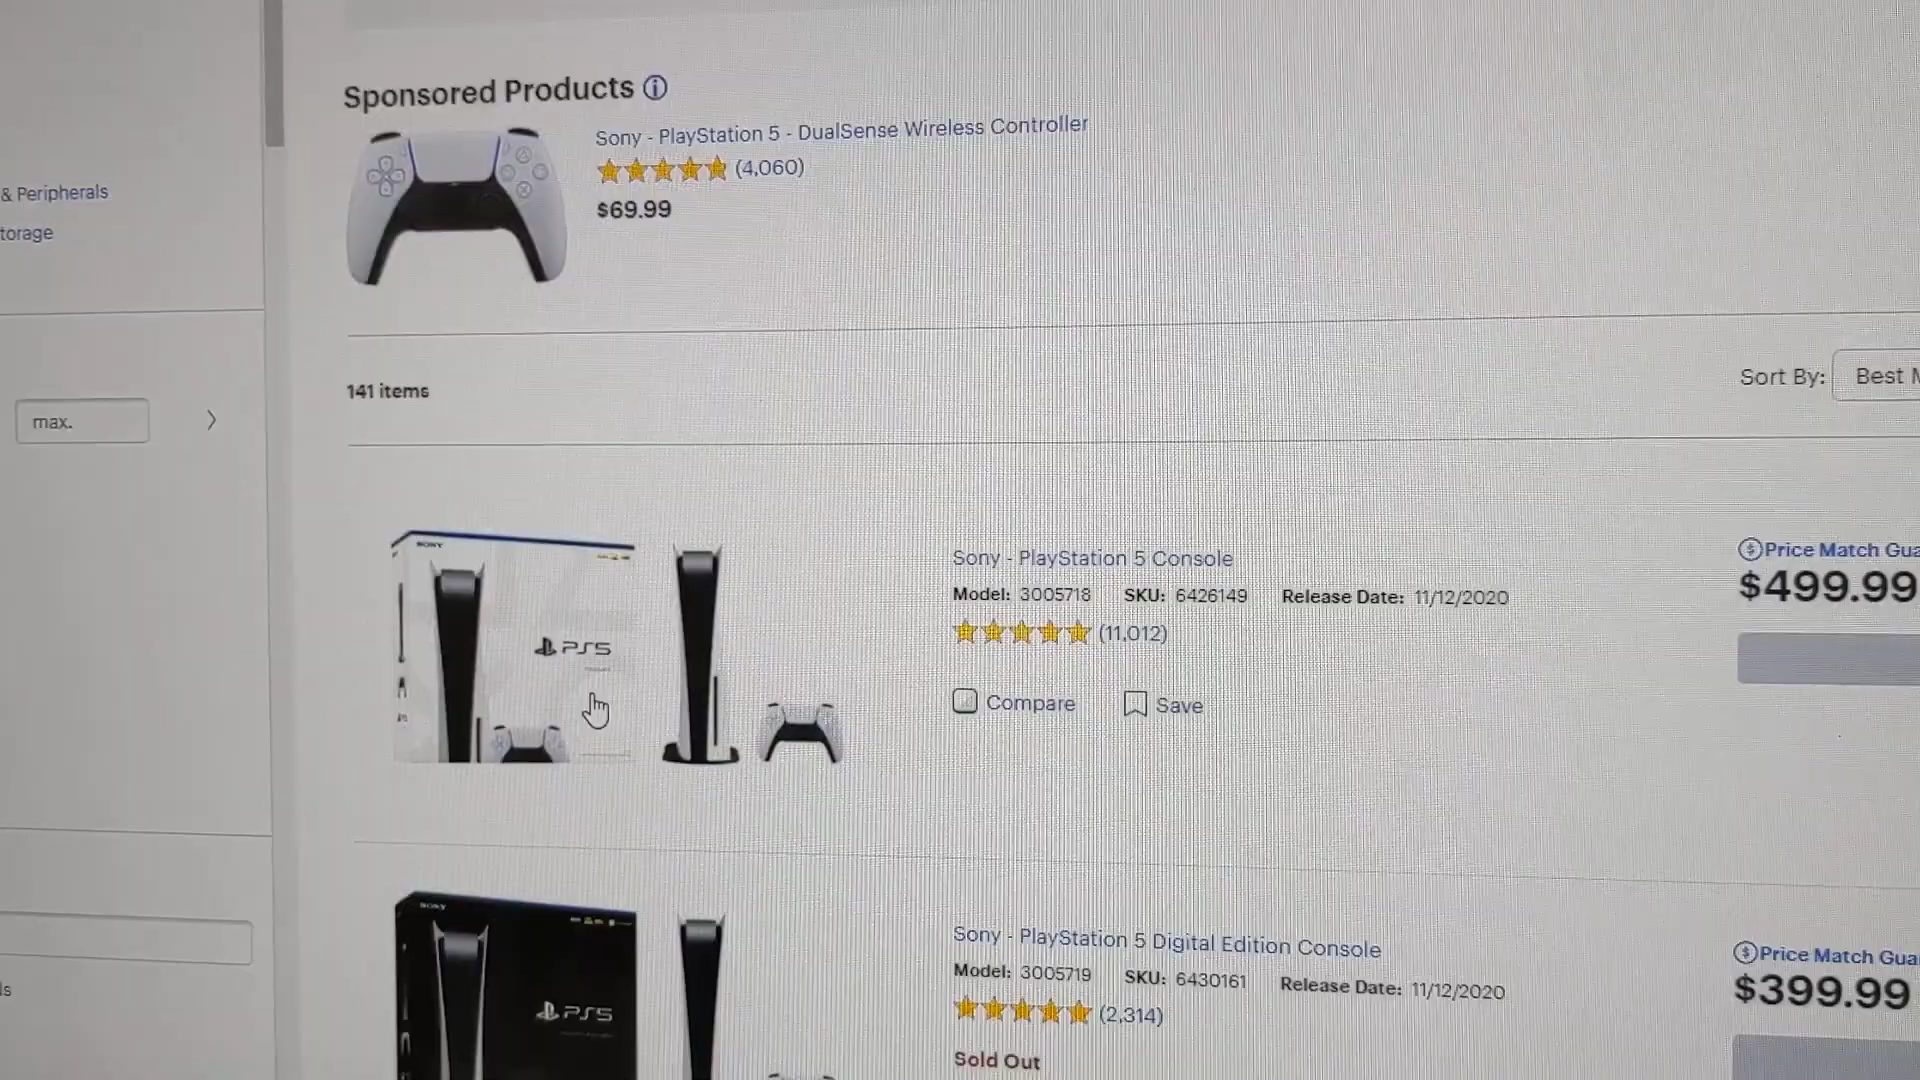 Sponsored Products
Sony - PlayStation 5 - DualSense Wireless Controller
(4,060)
$69.99
& Peripherals
torage
141 items
Sort By: Best
max.
SONY
PS5
Sony - PlayStation 5 Console
Model: 3005718 SKU: 6426149 Release Date: 11/12/2020
(11,012)
Compare Save
Price Match Gua
$499.99
SONY
PS5
Sony - PlayStation 5 Digital Edition Console
Model: 3005719 SKU: 6430161 Release Date: 11/12/2020
(2,314)
Sold Out
Price Match Gua
$399.99
ls